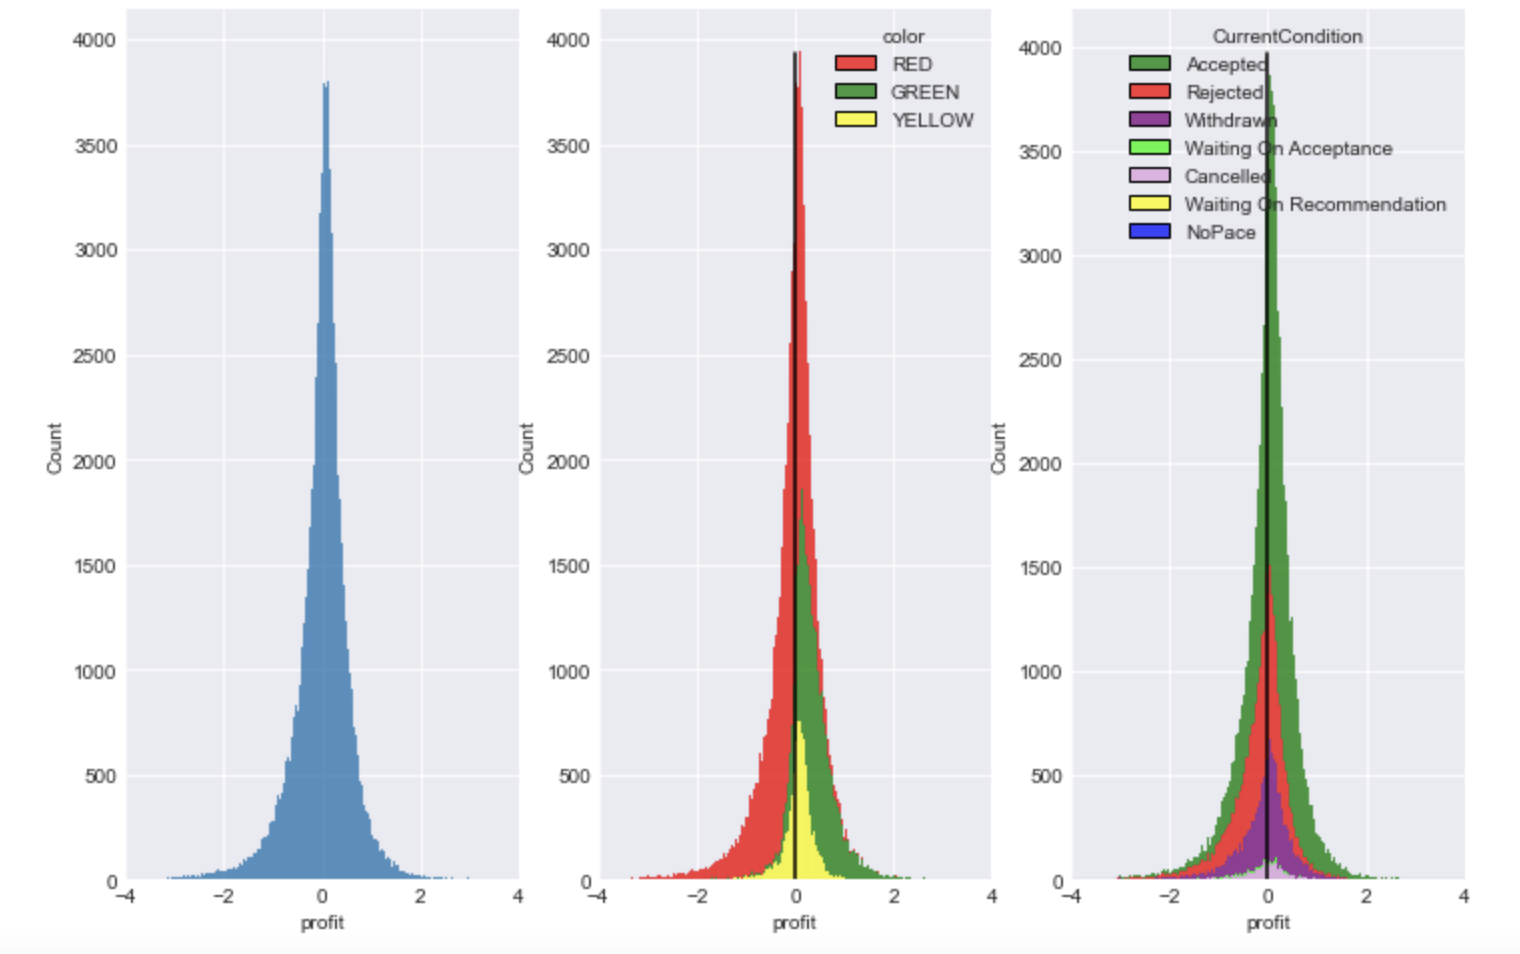 4000
3500
3000
2500
2000
1500
1000
500
0
Count
−4
−2
0
2
4
profit
4000
3500
3000
2500
2000
1500
1000
500
0
Count
color
RED
GREEN
YELLOW
−2
0
2
4
profit
4000
3500
3000
2500
2000
1500
1000
500
0
Count
CurrentCondition
Accepted
Rejected
Withdrawn
Waiting On Acceptance
Cancelled
Waiting On Recommendation
NoPace
−4
−2
0
2
4
profit